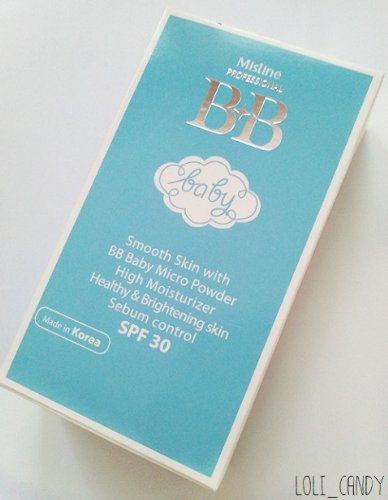 Mistine
PROFESSIONAL
B+B
baby
Smooth Skin with
BB Baby Micro Powder
High Moisturizer
Healthy & Brightening skin
Sebum control
SPF 30
Made in Korea
LOLI_CANDY